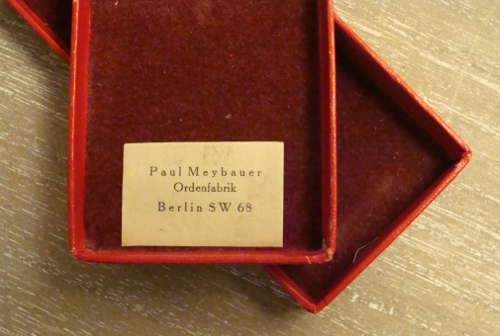 Paul Meybauer
Ordenfabrik
Berlin SW 68